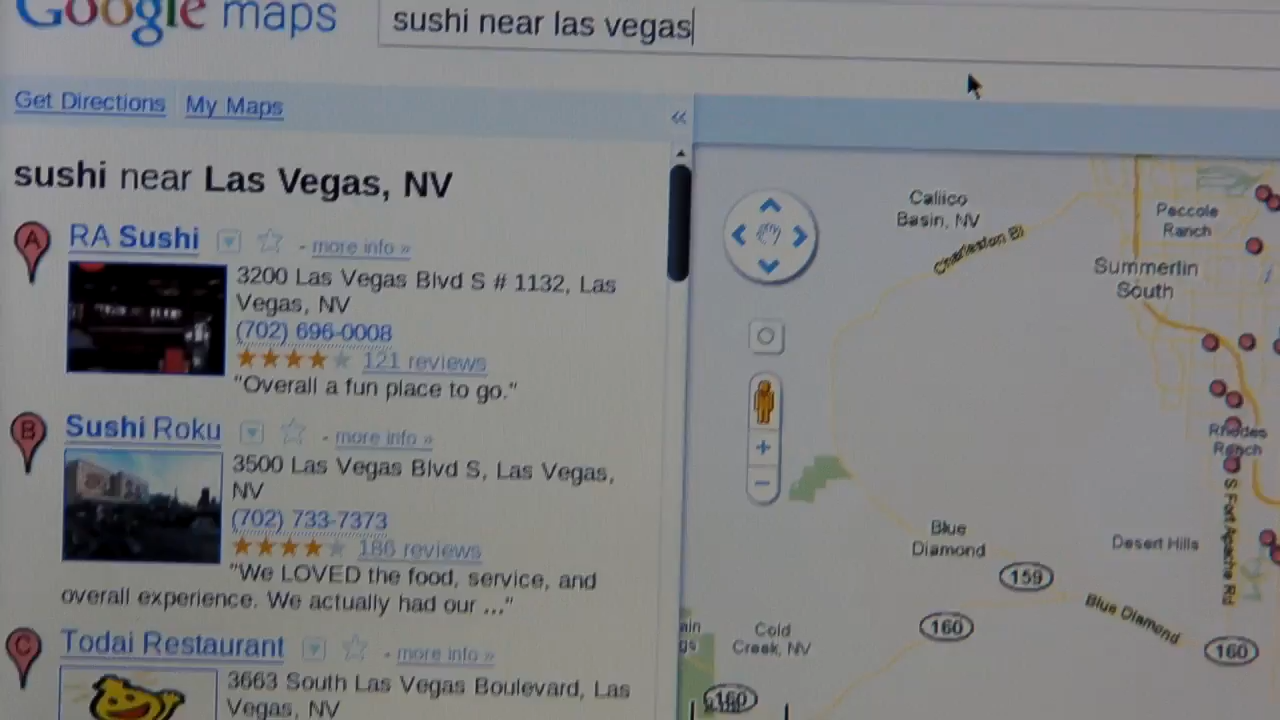 Google maps
sushi near las vegas
Get Directions My Maps
«
sushi near Las Vegas, NV
A
RA Sushi - more info »
3200 Las Vegas Blvd S # 1132, Las
Vegas, NV
(702) 696-0008
121 reviews
"Overall a fun place to go."
B
Sushi Roku - more info »
3500 Las Vegas Blvd S, Las Vegas,
NV
(702) 733-7373
186 reviews
"We LOVED the food, service, and
overall experience. We actually had our ..."
C
Todai Restaurant - more info »
3663 South Las Vegas Boulevard, Las
Vegas, NV
Caliico
Basin, NV
Charleston Bl
Peccole
Ranch
Summerlin
South
Rhodes
Ranch
S Fort Apache Rd
Blue
Diamond
Desert Hills
159
Blue Diamond
160
160
Cold
Creek, NV
160